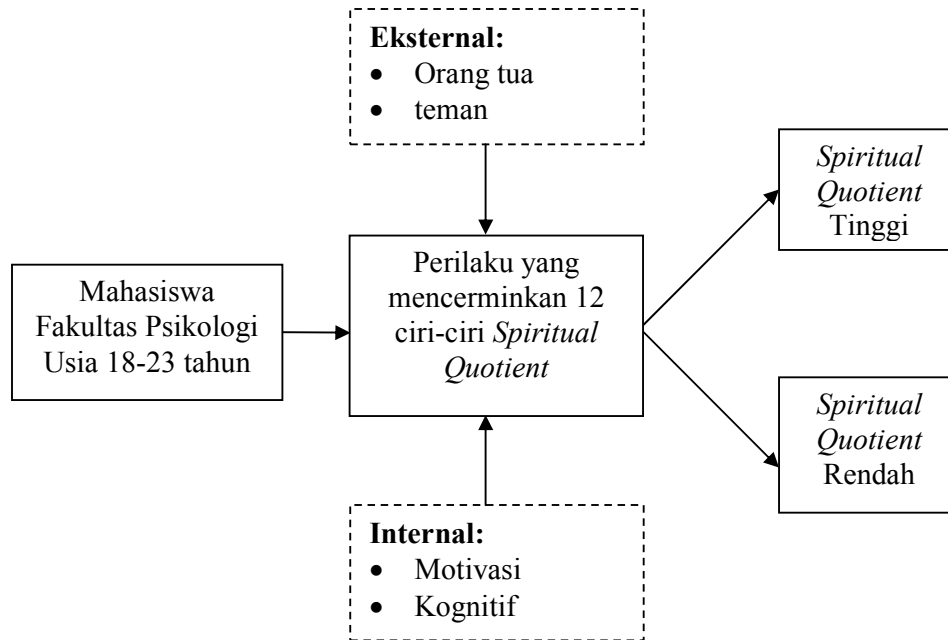 Eksternal:
• Orang tua
• teman
Spiritual
Quotient
Tinggi
Mahasiswa
Fakultas Psikologi
Usia 18-23 tahun
Perilaku yang
mencerminkan 12
ciri-ciri Spiritual
Quotient
Spiritual
Quotient
Rendah
Internal:
• Motivasi
• Kognitif